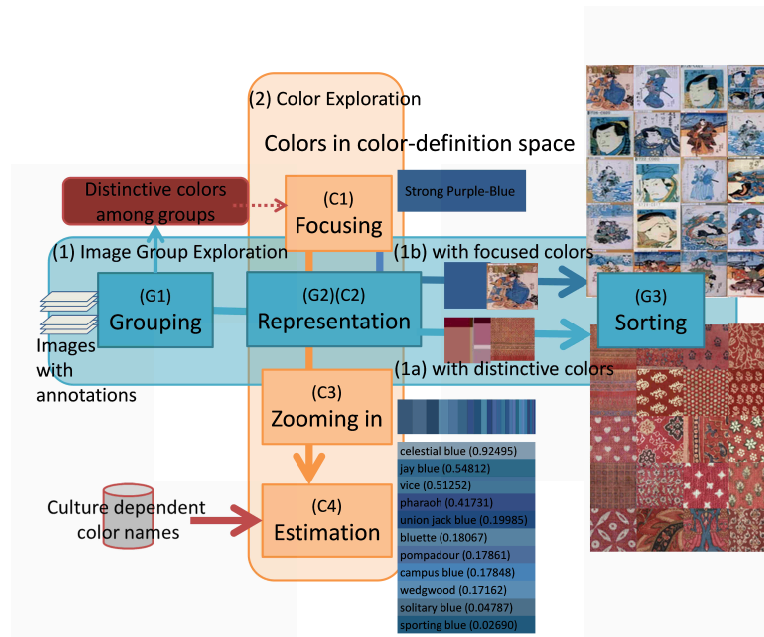 (2) Color Exploration
Colors in color-definition space
Distinctive colors
among groups
(C1)
Focusing
Strong Purple-Blue
(1) Image Group Exploration
(1b) with focused colors
(G1)
Grouping
(G2)(C2)
Representation
(G3)
Sorting
Images
with
annotations
(1a) with distinctive colors
(C3)
Zooming in
celestial blue (0.92495)
jay blue (0.54812)
vice (0.51252)
pharaoh (0.41731)
union jack blue (0.19985)
bluette (0.18067)
pompacour (0.17861)
campus blue (0.17848)
wedgwood (0.17162)
solitary blue (0.04787)
sporting blue (0.02690)
(C4)
Estimation
Culture dependent
color names